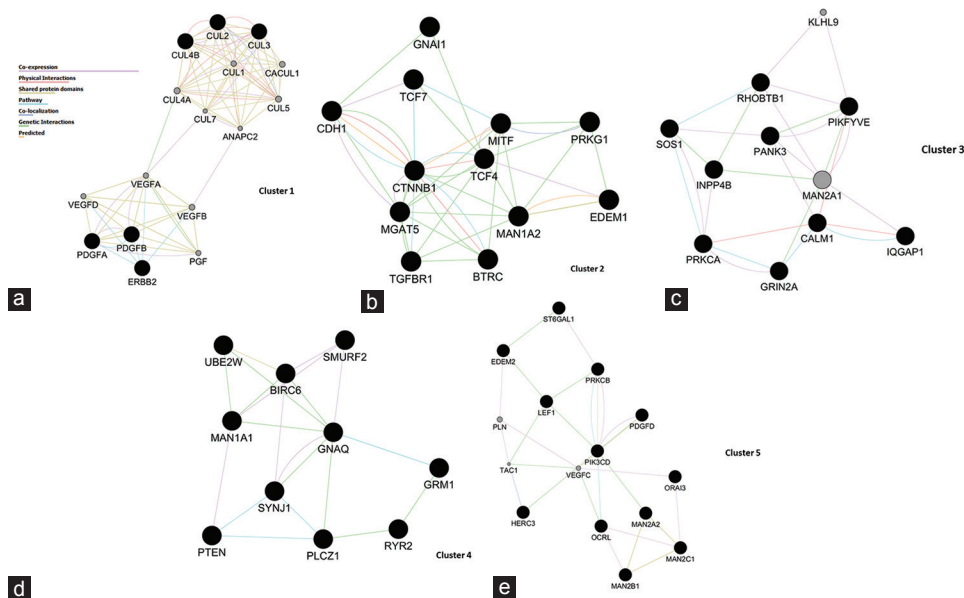 Co-expression
Physical Interactions
Shared protein domains
Pathway
Co-localization
Genetic Interactions
Predicted
CUL2
CUL3
CUL4B
CUL1
CACUL1
CUL4A
CUL5
CUL7
ANAPC2
VEGFA
VEGFD
VEGFB
PDGFB
PDGFA
PGF
ERBB2
Cluster 1
a
GNAI1
TCF7
CDH1
MITF
PRKG1
TCF4
CTNNB1
EDEM1
MGAT5
MAN1A2
TGFBR1
BTRC
Cluster 2
b
KLHL9
RHOBTB1
PIKFYVE
SOS1
PANK3
INPP4B
MAN2A1
CALM1
PRKCA
IQGAP1
GRIN2A
Cluster 3
c
UBE2W
SMURF2
BIRC6
MAN1A1
GNAQ
GRM1
SYNJ1
PTEN
PLCZ1
RYR2
Cluster 4
d
ST6GAL1
EDEM2
PRKCB
LEF1
PLN
PDGFD
PIK3CD
TAC1
VEGFC
ORAI3
HERC3
OCRL
MAN2A2
MAN2C1
MAN2B1
Cluster 5
e